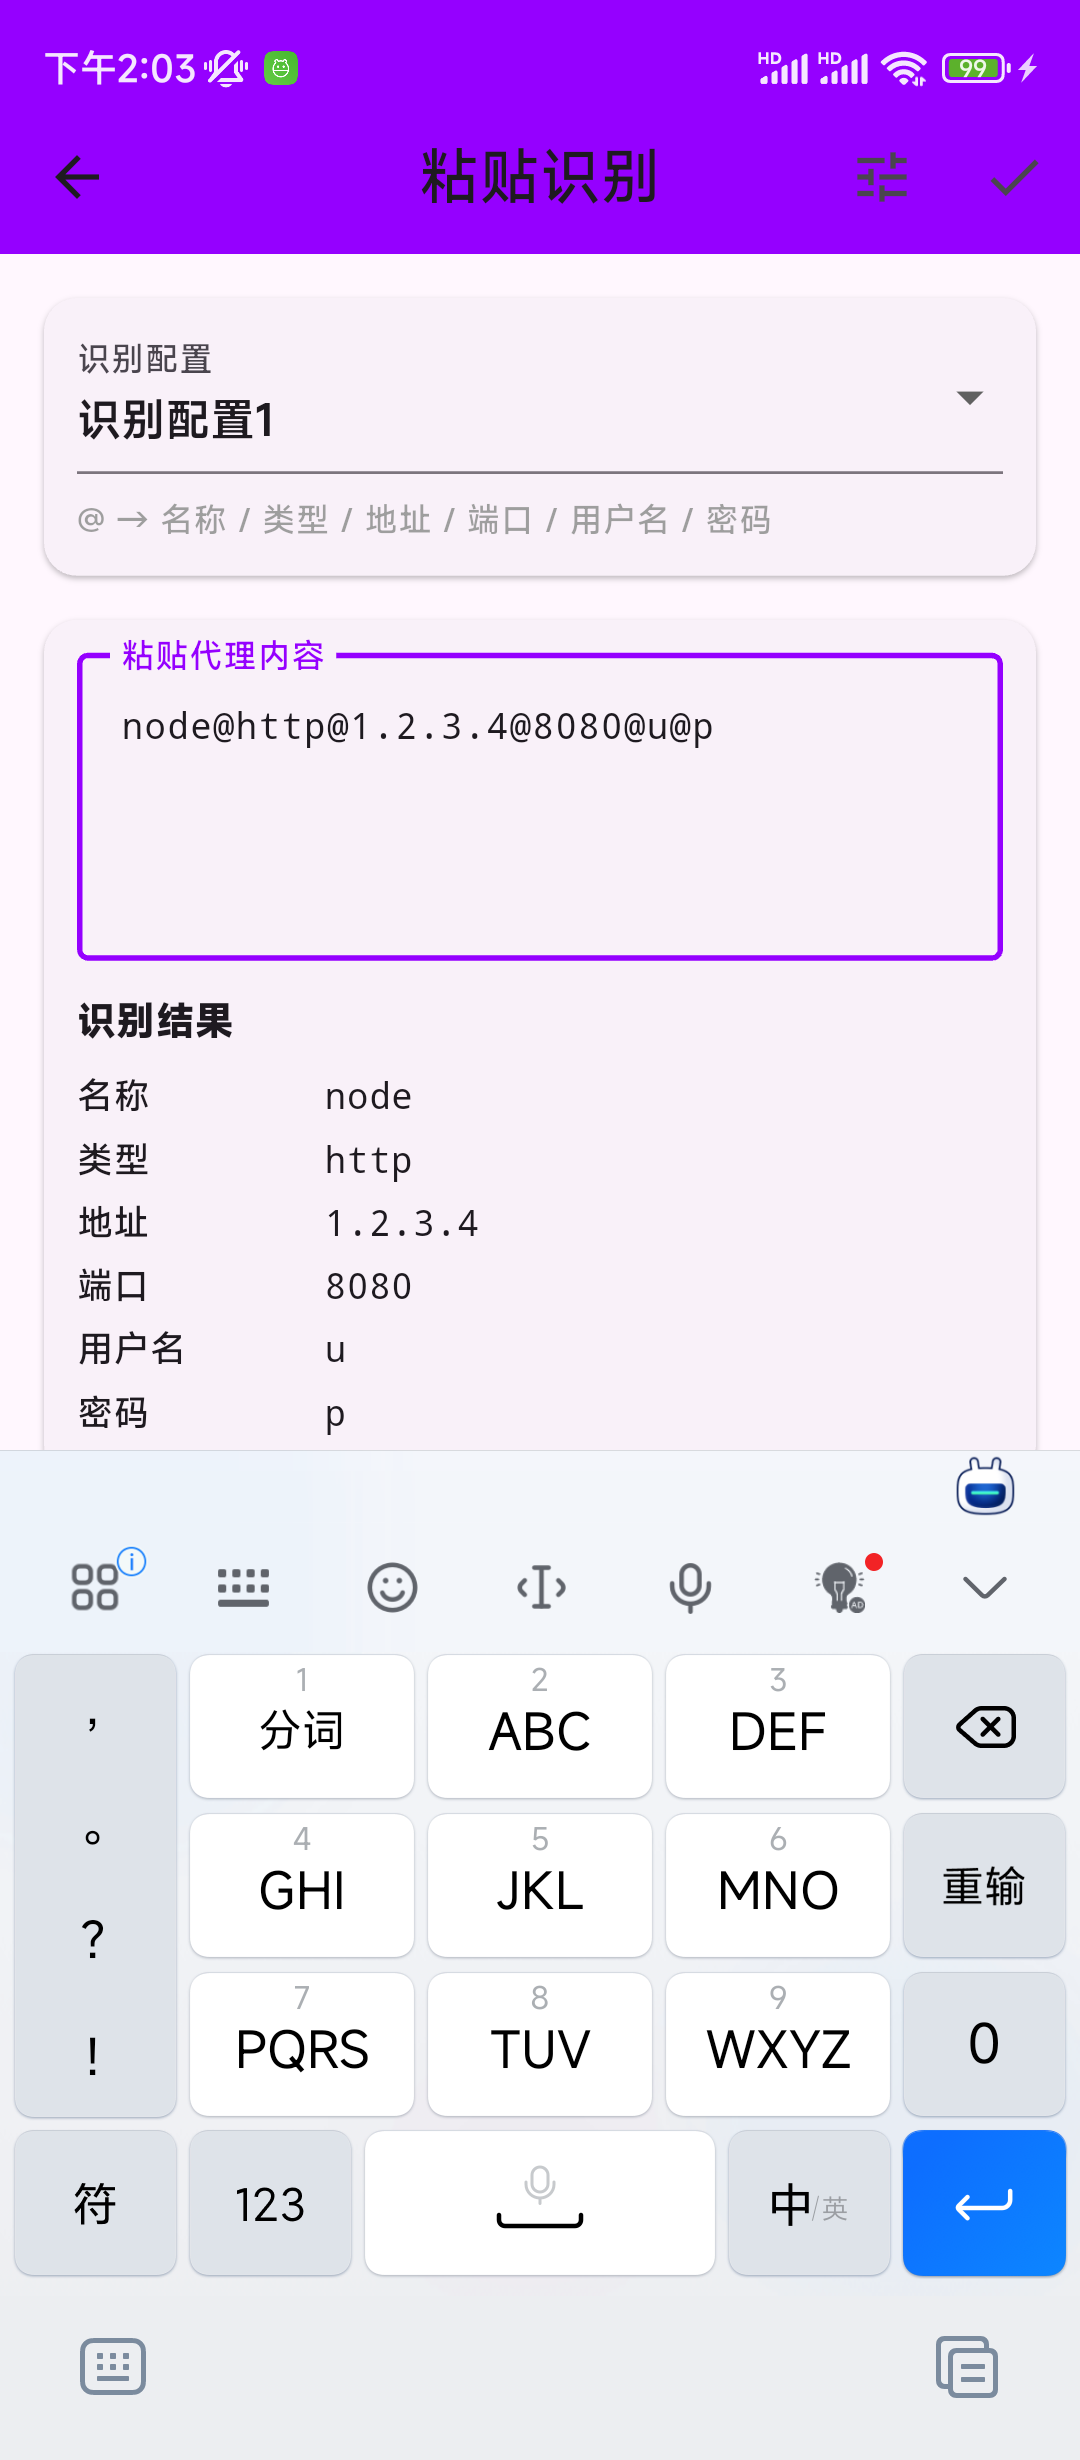 下午2:03
HD HD 99
粘贴识别
识别配置
识别配置1
@ → 名称 / 类型 / 地址 / 端口 / 用户名 / 密码
粘贴代理内容
node@http@1.2.3.4@8080@u@p
识别结果
名称 node
类型 http
地址 1.2.3.4
端口 8080
用户名 u
密码 p
AD
，
。
？
！
1
分词
2
ABC
3
DEF
4
GHI
5
JKL
6
MNO
重输
7
PQRS
8
TUV
9
WXYZ
0
符
123
中/英